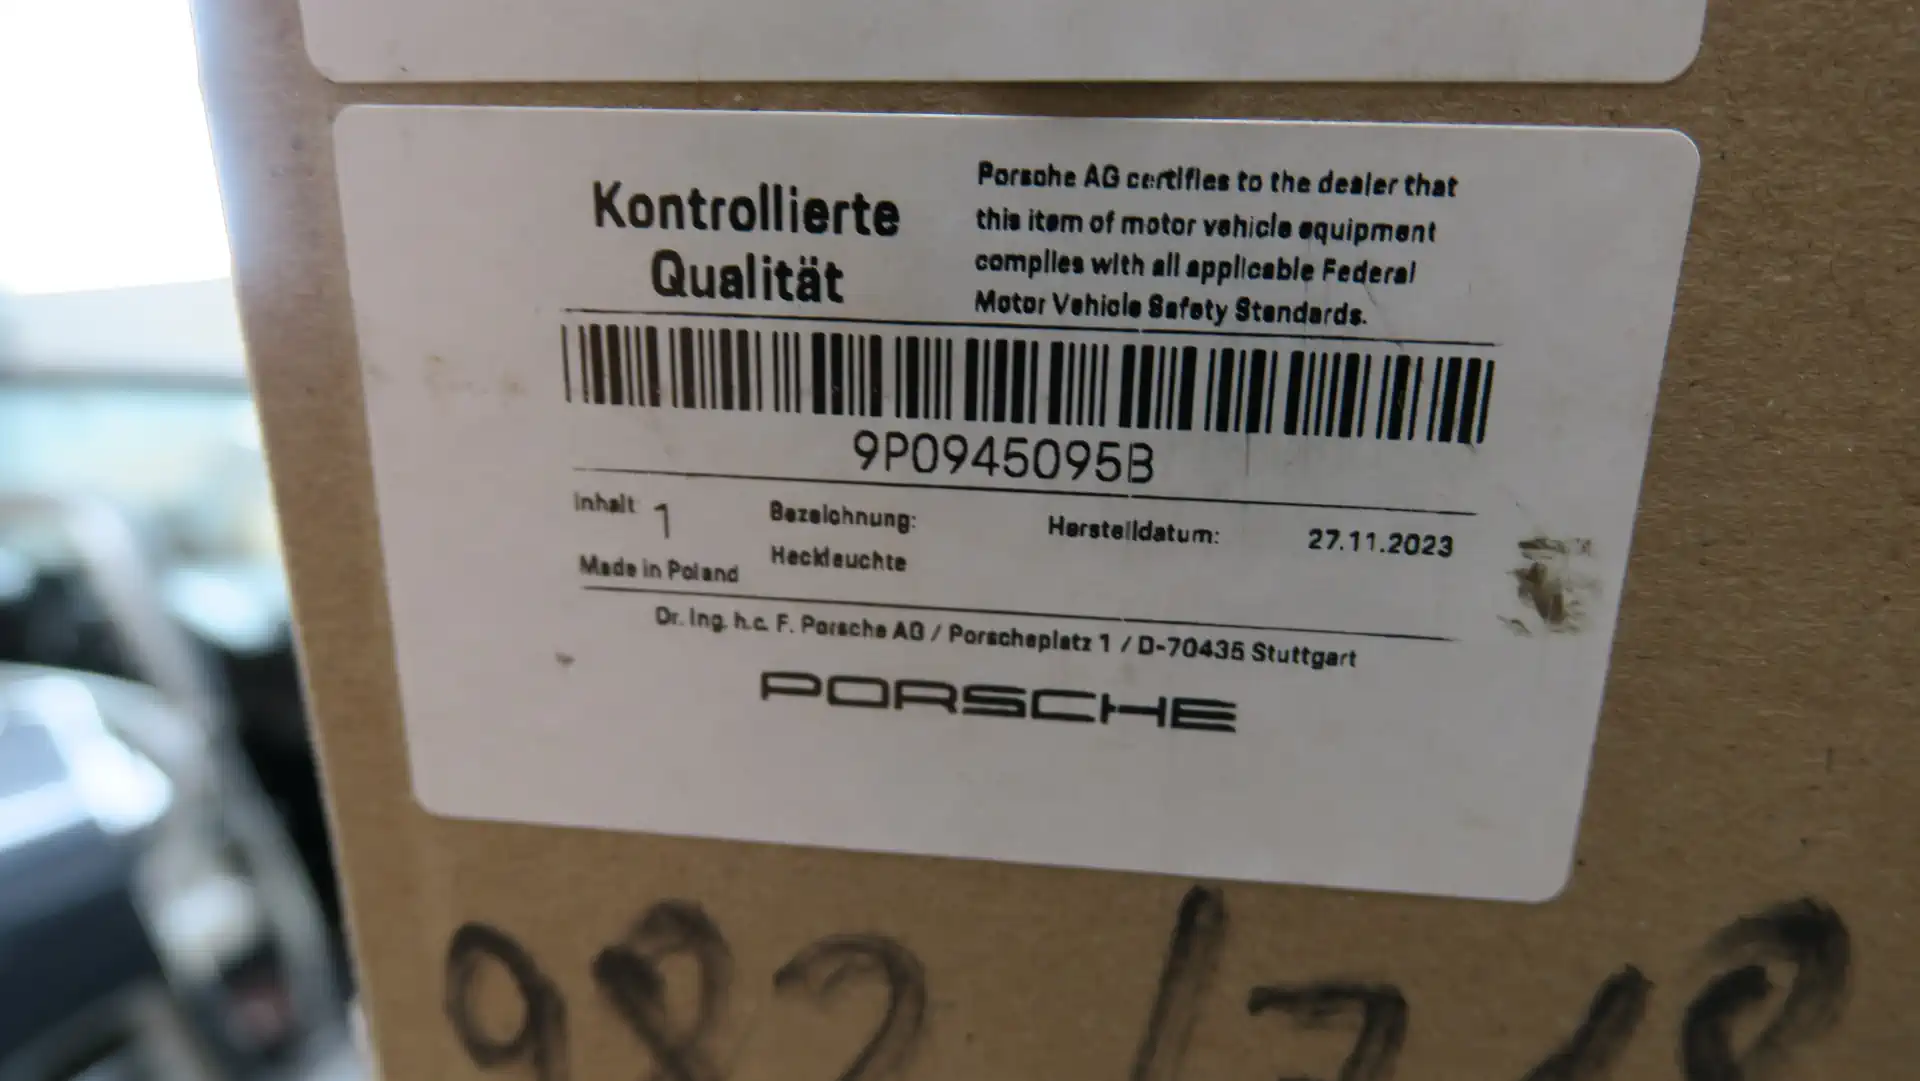 Kontrollierte
Qualität
Porsche AG certifies to the dealer that
this item of motor vehicle equipment
complies with all applicable Federal
Motor Vehicle Safety Standards.
9P0945095B
Inhalt 1
Made in Poland
Bezeichnung:
Heckleuchte
Herstelldatum: 27.11.2023
Dr. Ing. h.c. F. Porsche AG / Porscheplatz 1 / D-70435 Stuttgart
PORSCHE
982 / 718